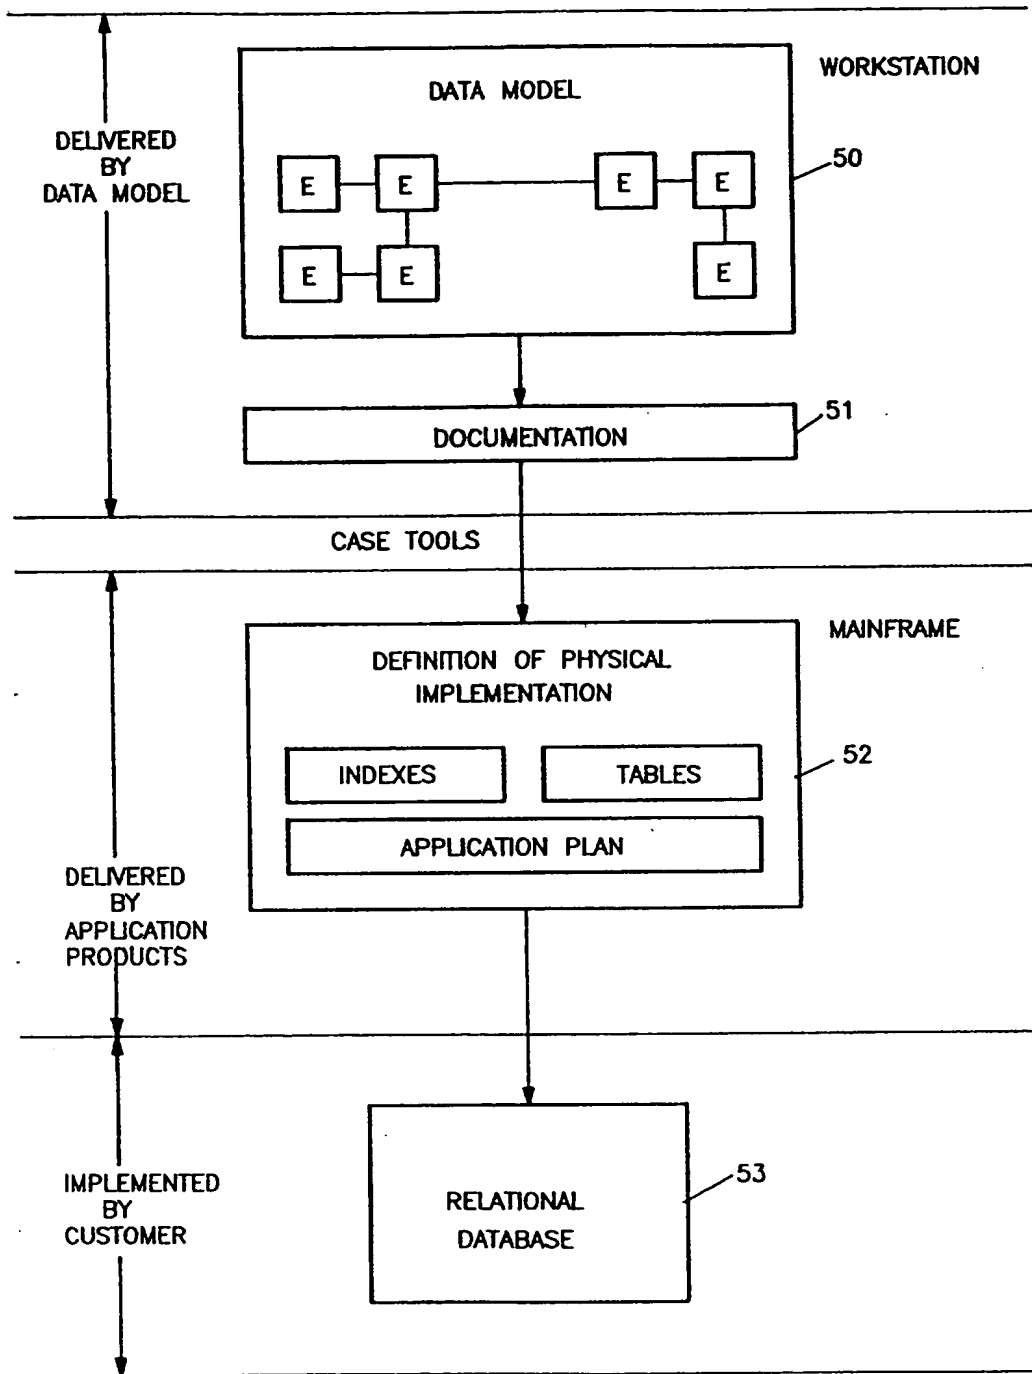 WORKSTATION
DATA MODEL
DELIVERED
BY
DATA MODEL
50
E E E E
E E E
51
DOCUMENTATION
CASE TOOLS
MAINFRAME
DEFINITION OF PHYSICAL
IMPLEMENTATION
52
INDEXES TABLES
APPLICATION PLAN
DELIVERED
BY
APPLICATION
PRODUCTS
53
IMPLEMENTED
BY
CUSTOMER
RELATIONAL
DATABASE